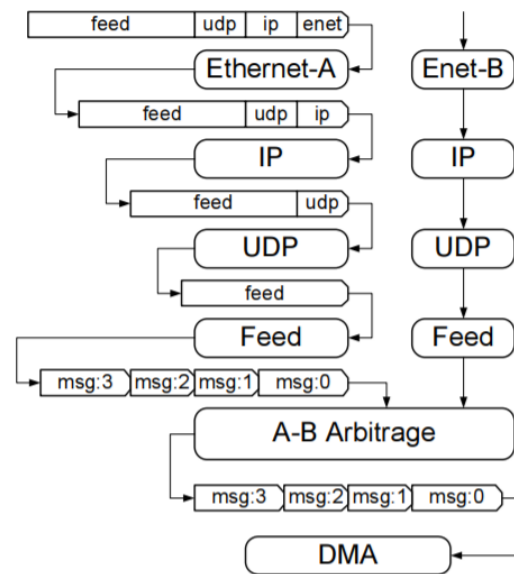 feed udp ip enet
Ethernet-A Enet-B
feed udp ip
IP IP
feed udp
UDP UDP
feed
Feed Feed
msg:3 msg:2 msg:1 msg:0
A-B Arbitrage
msg:3 msg:2 msg:1 msg:0
DMA